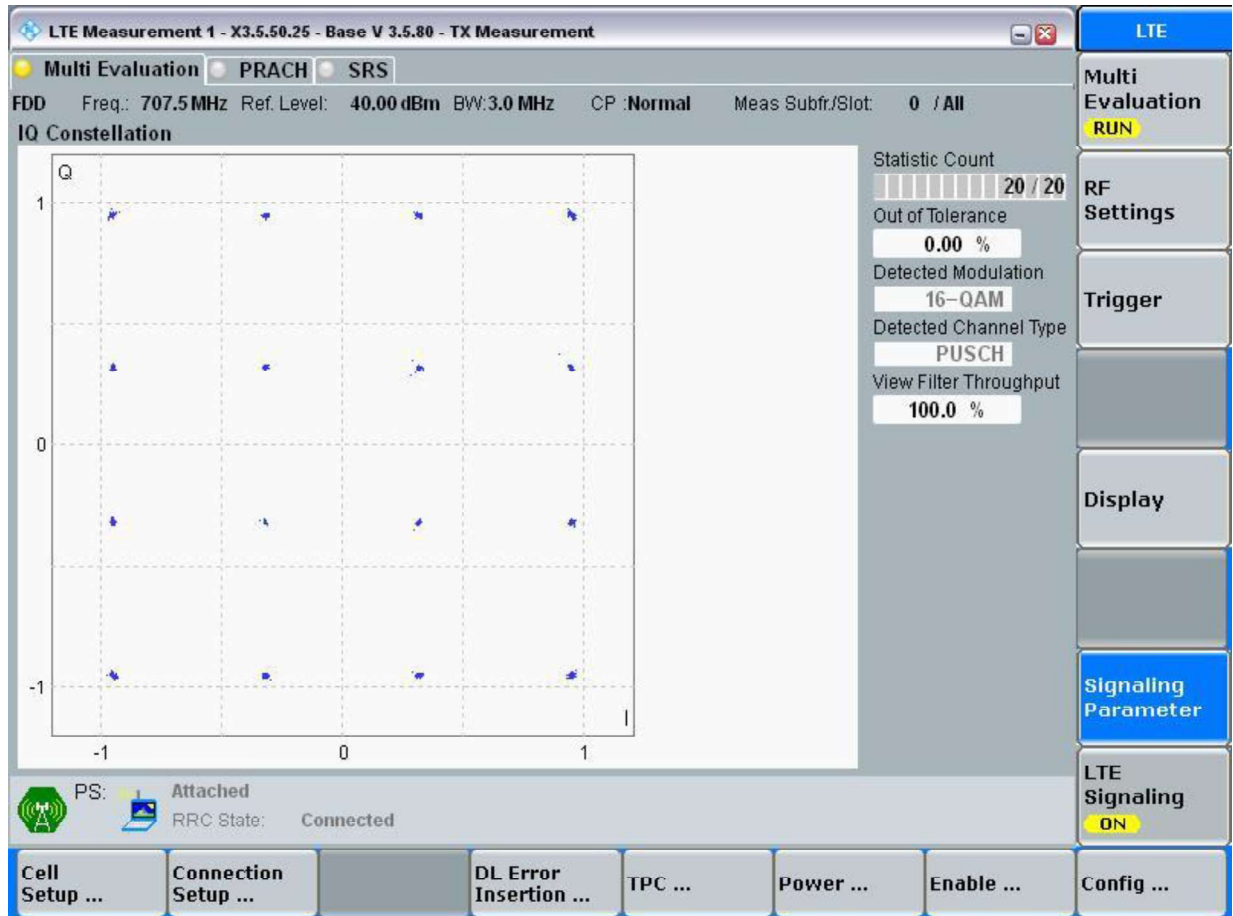 LTE Measurement 1 - X3.5.50.25 - Base V 3.5.80 - TX Measurement
LTE
Multi Evaluation PRACH SRS
FDD Freq.: 707.5 MHz Ref. Level: 40.00 dBm BW: 3.0 MHz CP :Normal Meas Subfr./Slot: 0 / All
IQ Constellation
Q
1
0
-1
-1 0 1
I
Statistic Count
20 / 20
Out of Tolerance
0.00 %
Detected Modulation
16-QAM
Detected Channel Type
PUSCH
View Filter Throughput
100.0 %
Multi
Evaluation
RUN
RF
Settings
Trigger
Display
Signaling
Parameter
LTE
Signaling
ON
PS: Attached
RRC State: Connected
Cell
Setup ...
Connection
Setup ...
DL Error
Insertion ...
TPC ...
Power ...
Enable ...
Config ...